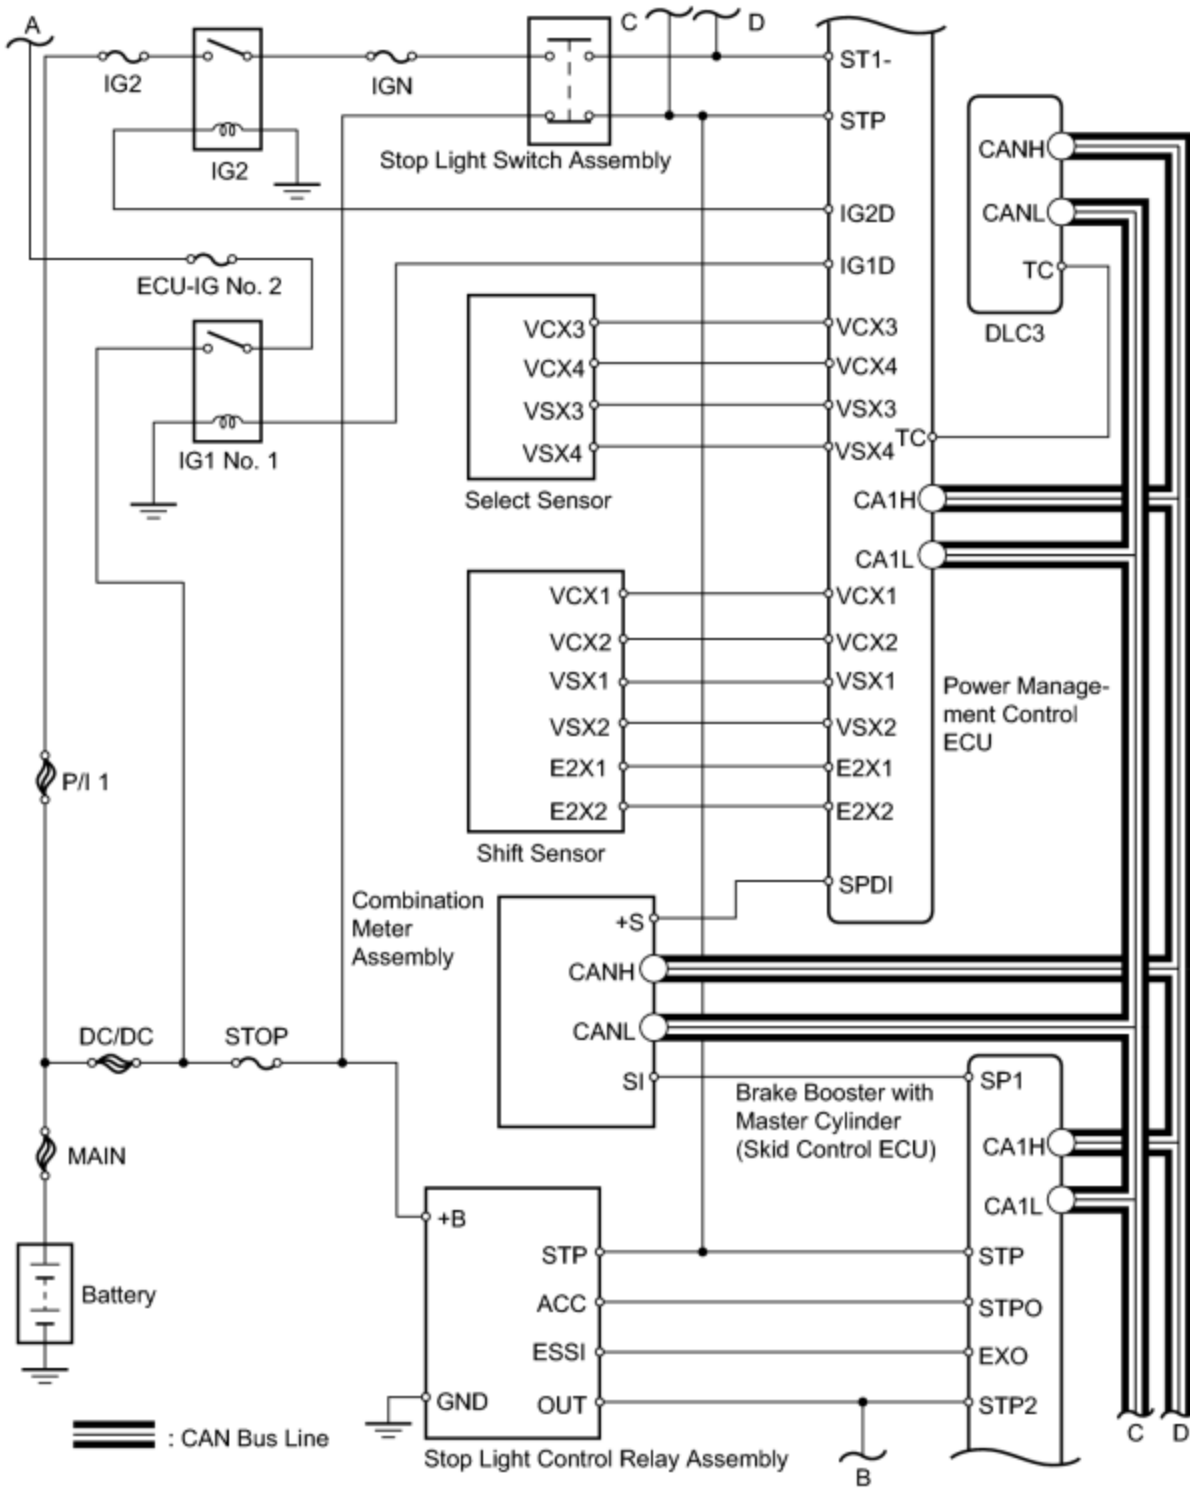 A
C
D
IG2
IGN
ST1-
STP
Stop Light Switch Assembly
IG2
CANH
CANL
TC
DLC3
IG2D
IG1D
ECU-IG No. 2
IG1 No. 1
VCX3
VCX4
VSX3
VSX4
Select Sensor
VCX3
VCX4
VSX3
VSX4
TC
CA1H
CA1L
VCX1
VCX2
VSX1
VSX2
E2X1
E2X2
Shift Sensor
VCX1
VCX2
VSX1
VSX2
E2X1
E2X2
Power Manage-
ment Control
ECU
P/I 1
SPDI
Combination
Meter
Assembly
+S
CANH
CANL
SI
DC/DC
STOP
MAIN
Battery
Brake Booster with
Master Cylinder
(Skid Control ECU)
SP1
CA1H
CA1L
+B
STP
ACC
ESSI
OUT
GND
STP
STPO
EXO
STP2
: CAN Bus Line
Stop Light Control Relay Assembly
B
C
D